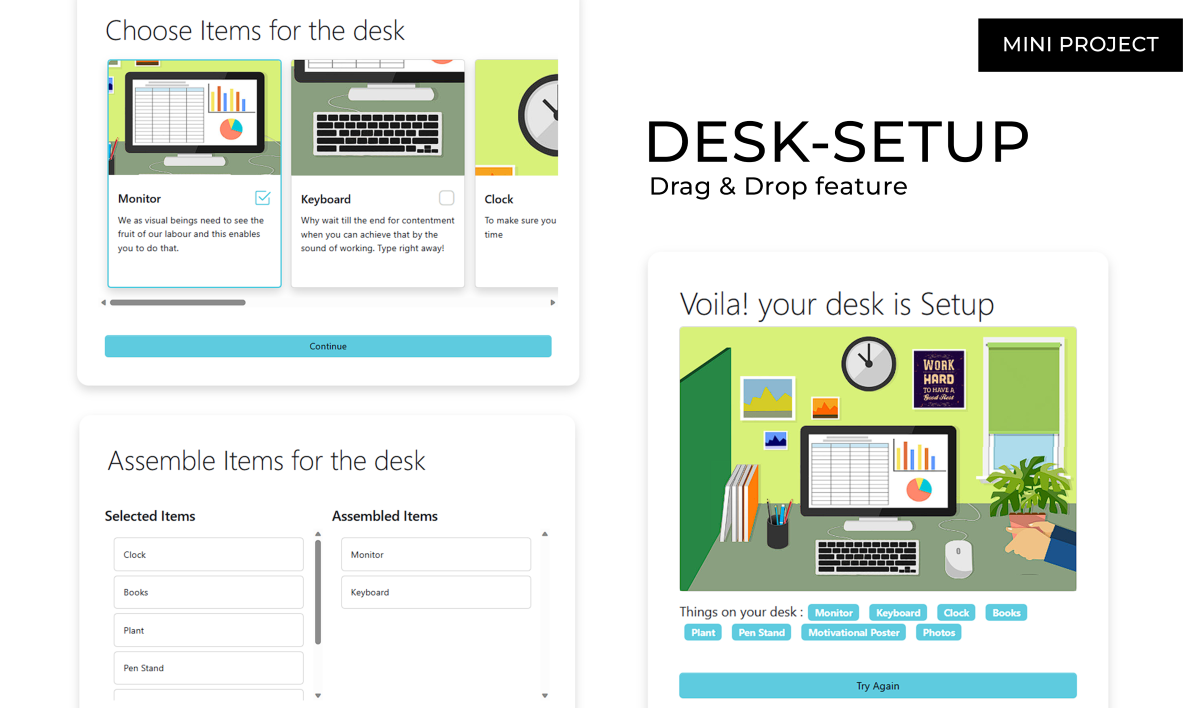 Choose Items for the desk
Monitor
We as visual beings need to see the
fruit of our labour and this enables
you to do that.
Keyboard
Why wait till the end for contentment
when you can achieve that by the
sound of working. Type right away!
Clock
To make sure you
time
Continue
Assemble Items for the desk
Selected Items
Clock
Books
Plant
Pen Stand
Assembled Items
Monitor
Keyboard
MINI PROJECT
DESK-SETUP
Drag & Drop feature
Voila! your desk is Setup
WORK
HARD
TO HAVE A
Good Rest
Things on your desk : Monitor Keyboard Clock Books
Plant Pen Stand Motivational Poster Photos
Try Again